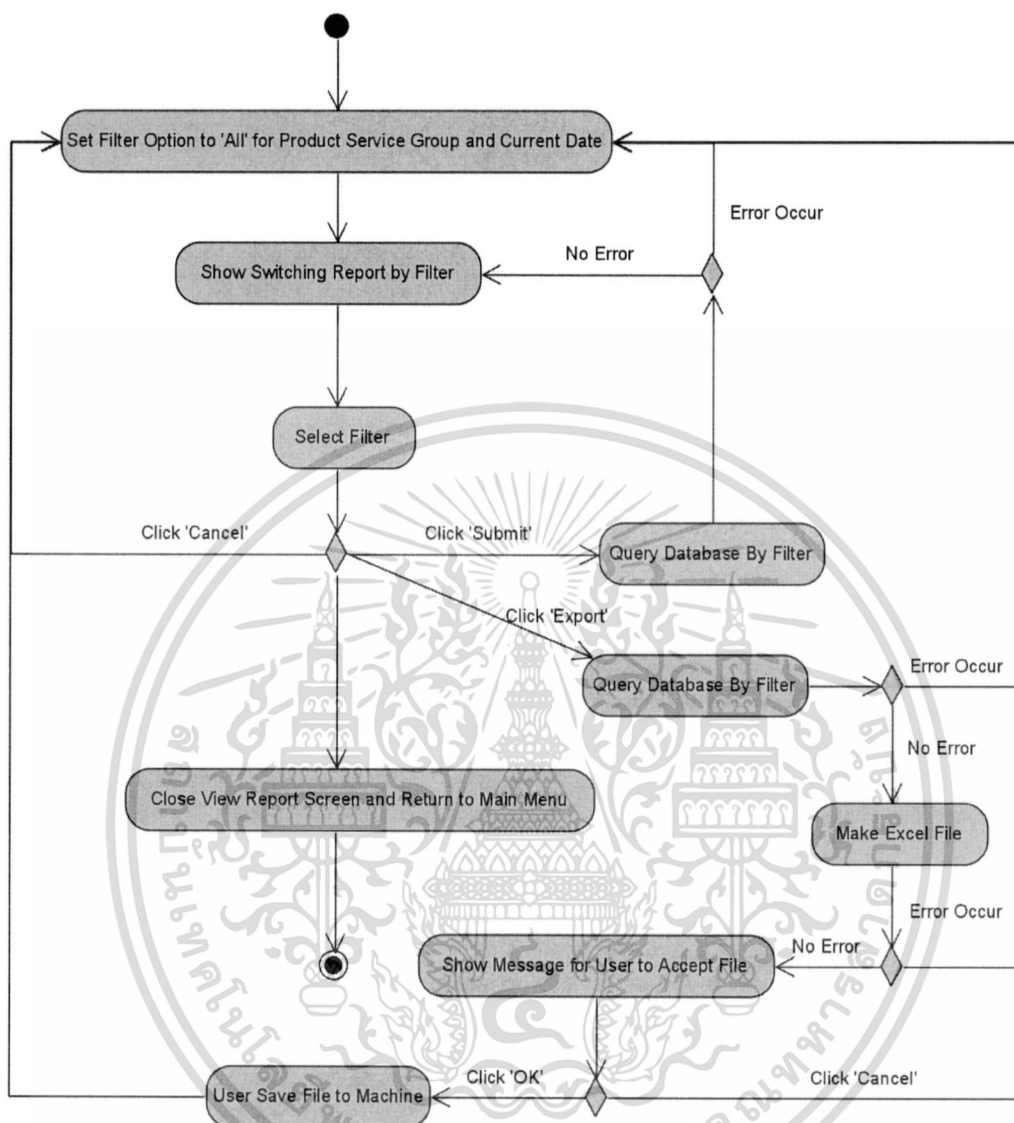 Set Filter Option to 'All' for Product Service Group and Current Date
Error Occur
No Error
Show Switching Report by Filter
Select Filter
Click 'Cancel'
Click 'Submit'
Query Database By Filter
Click 'Export'
Query Database By Filter
Error Occur
No Error
Close View Report Screen and Return to Main Menu
Make Excel File
Error Occur
No Error
Show Message for User to Accept File
Click 'OK'
Click 'Cancel'
User Save File to Machine